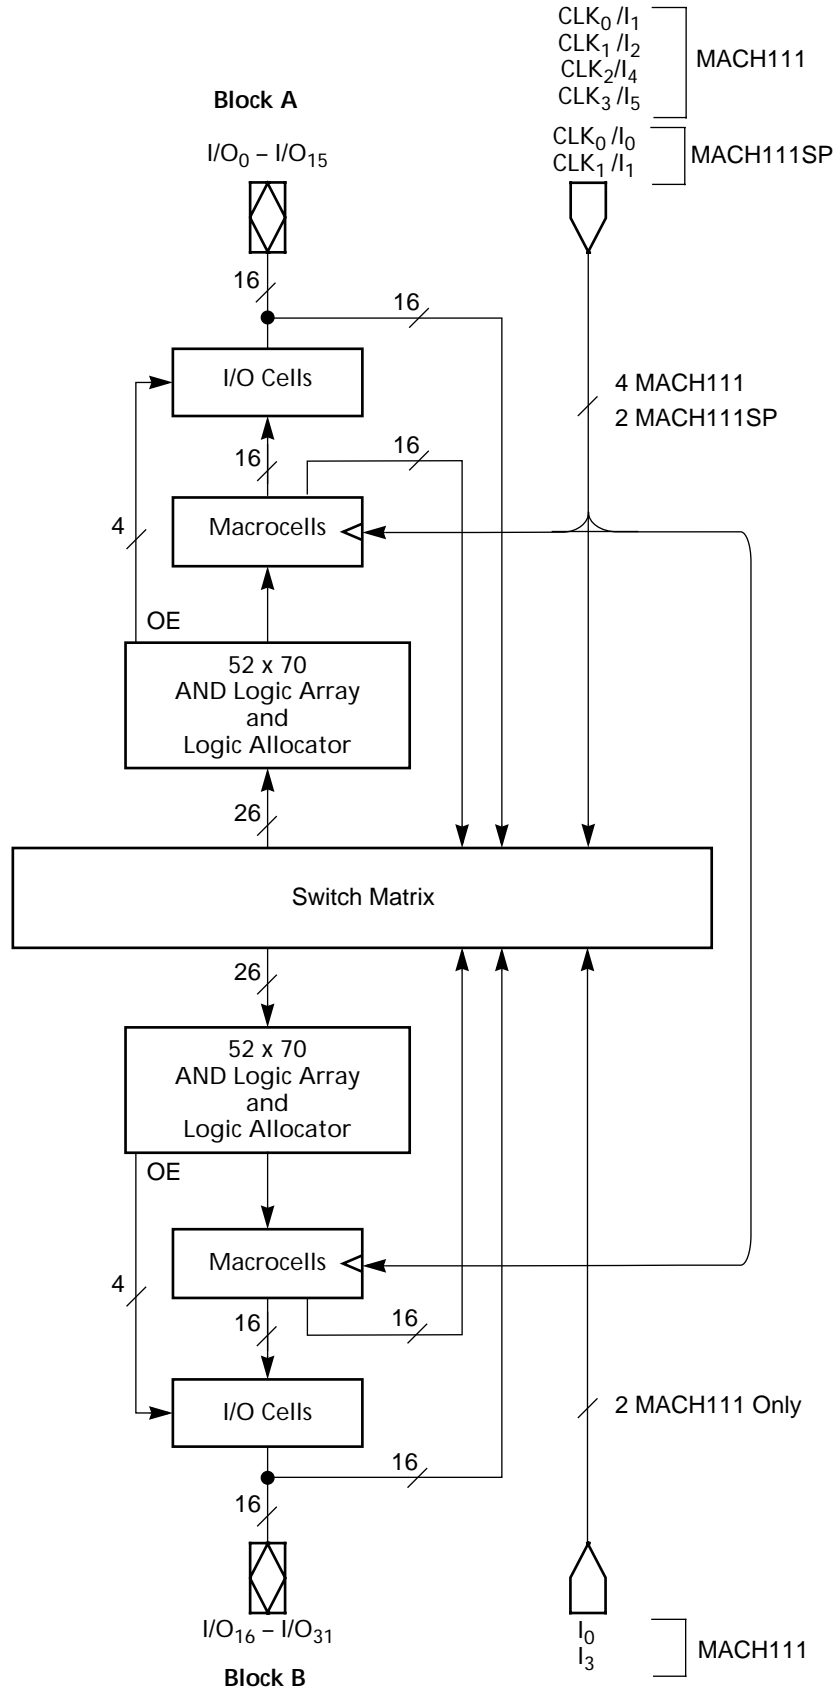 CLK0/I1
CLK1/I2
CLK2/I4
CLK3/I5
MACH111
Block A
CLK0/I0
CLK1/I1
MACH111SP
I/O0 – I/O15
16
16
I/O Cells
4 MACH111
2 MACH111SP
16
16
4
Macrocells
OE
52 x 70
AND Logic Array
and
Logic Allocator
26
Switch Matrix
26
52 x 70
AND Logic Array
and
Logic Allocator
OE
Macrocells
4
16
16
I/O Cells
2 MACH111 Only
16
16
I/O16 – I/O31
I0
I3
MACH111
Block B